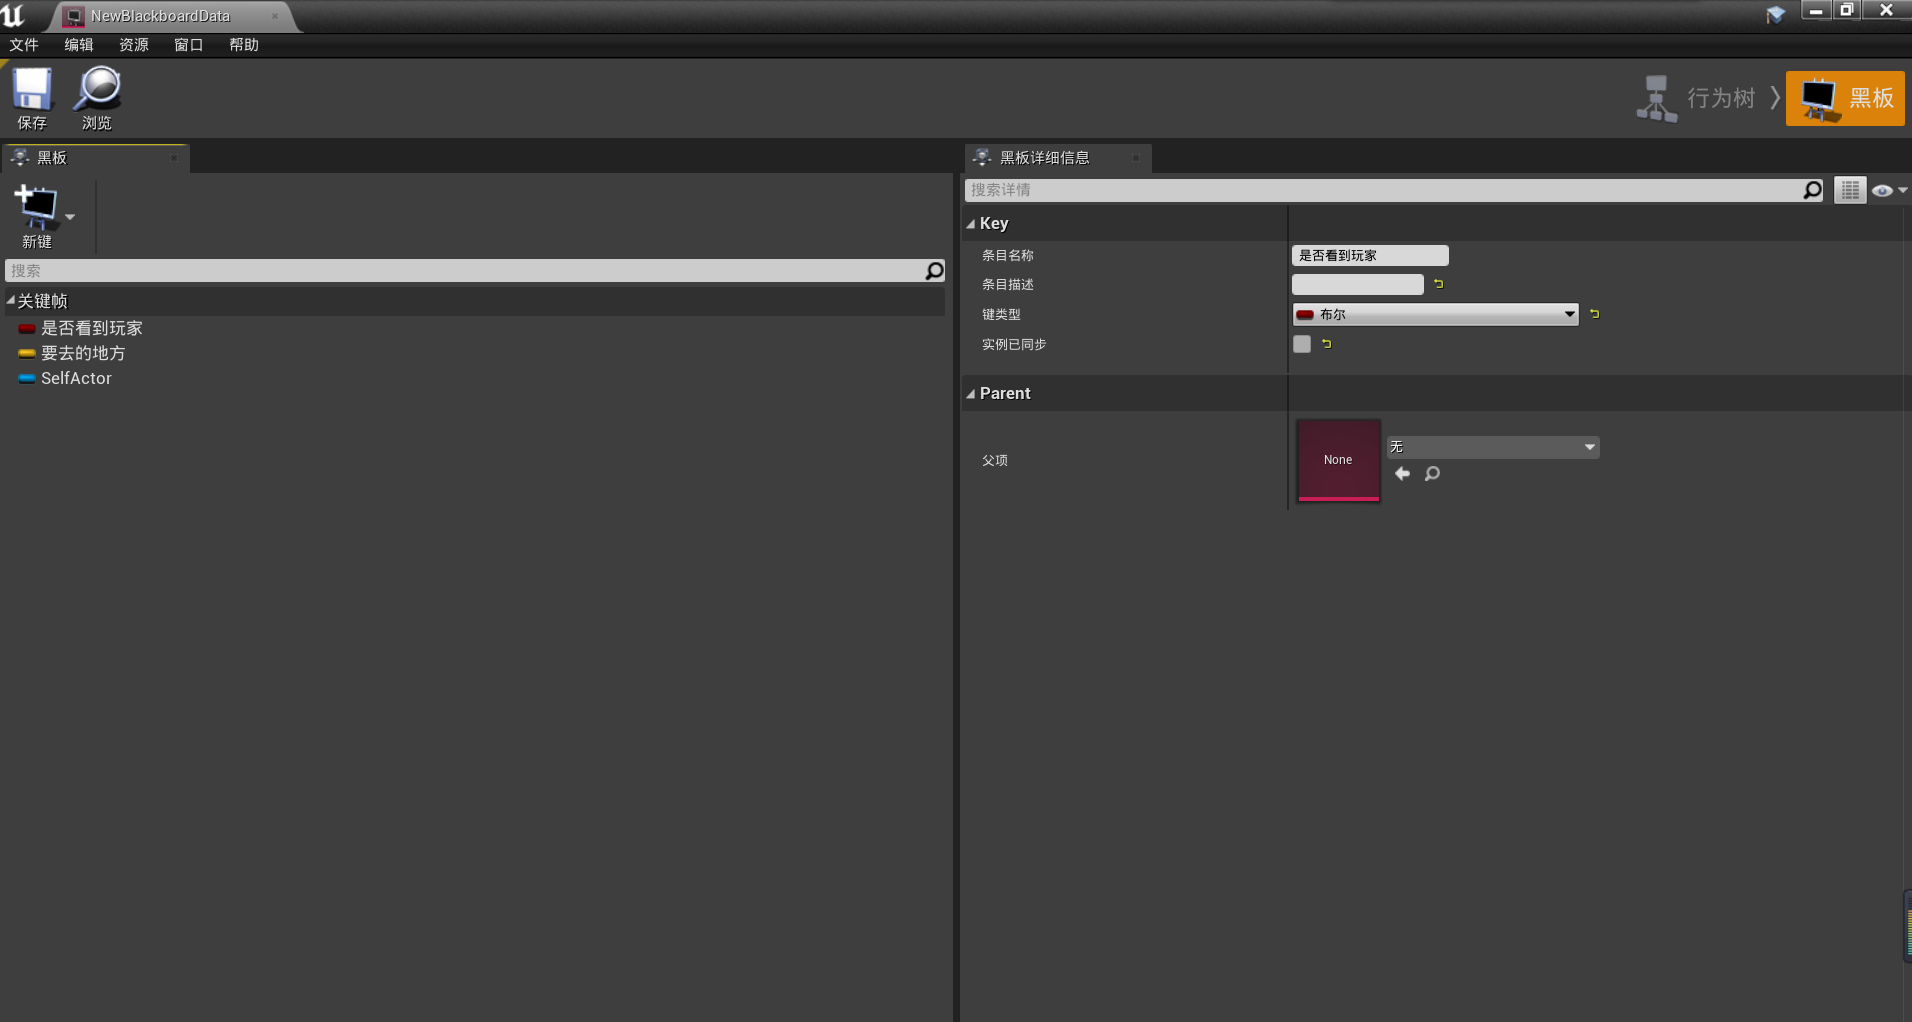 NewBlackboardData
文件 编辑 资源 窗口 帮助
保存 浏览
行为树 黑板
黑板
新键
搜索
关键帧
是否看到玩家
要去的地方
SelfActor
黑板详细信息
搜索详情
Key
条目名称 是否看到玩家
条目描述
键类型 布尔
实例已同步
Parent
父项 None 无